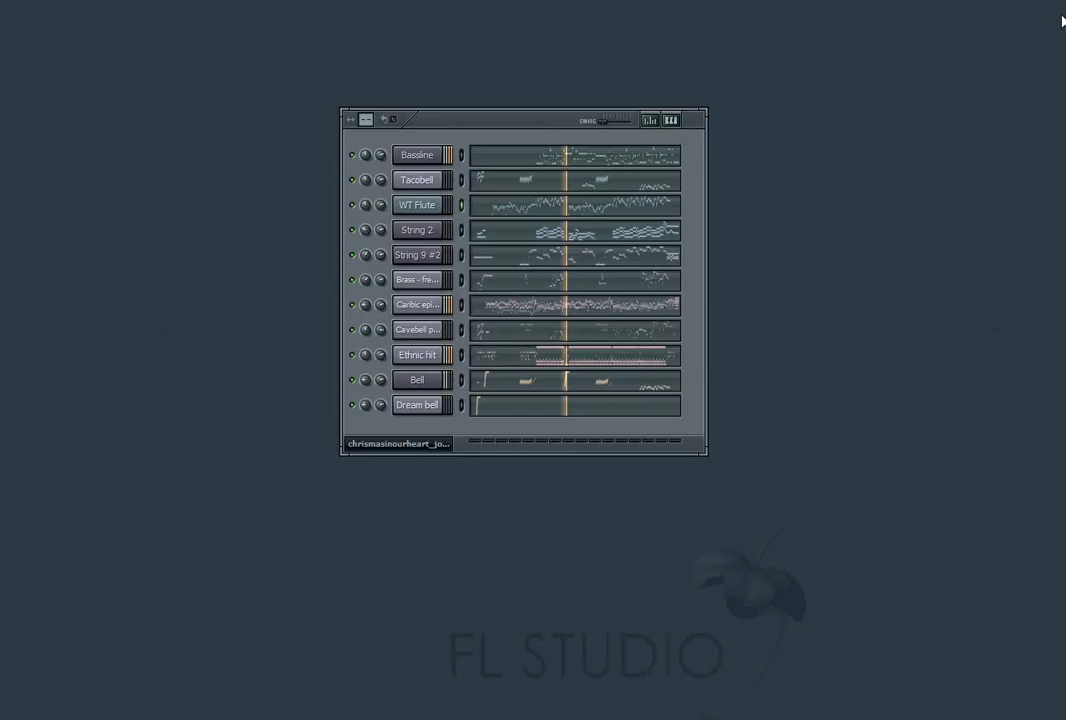 SWING
Bassline
Tacobell
WT Flute
String 2
String 9 #2
Brass - fre...
Caribic epi...
Cavebell p...
Ethnic hit
Bell
Dream bell
chrismasinourheart_jo...
FL STUDIO